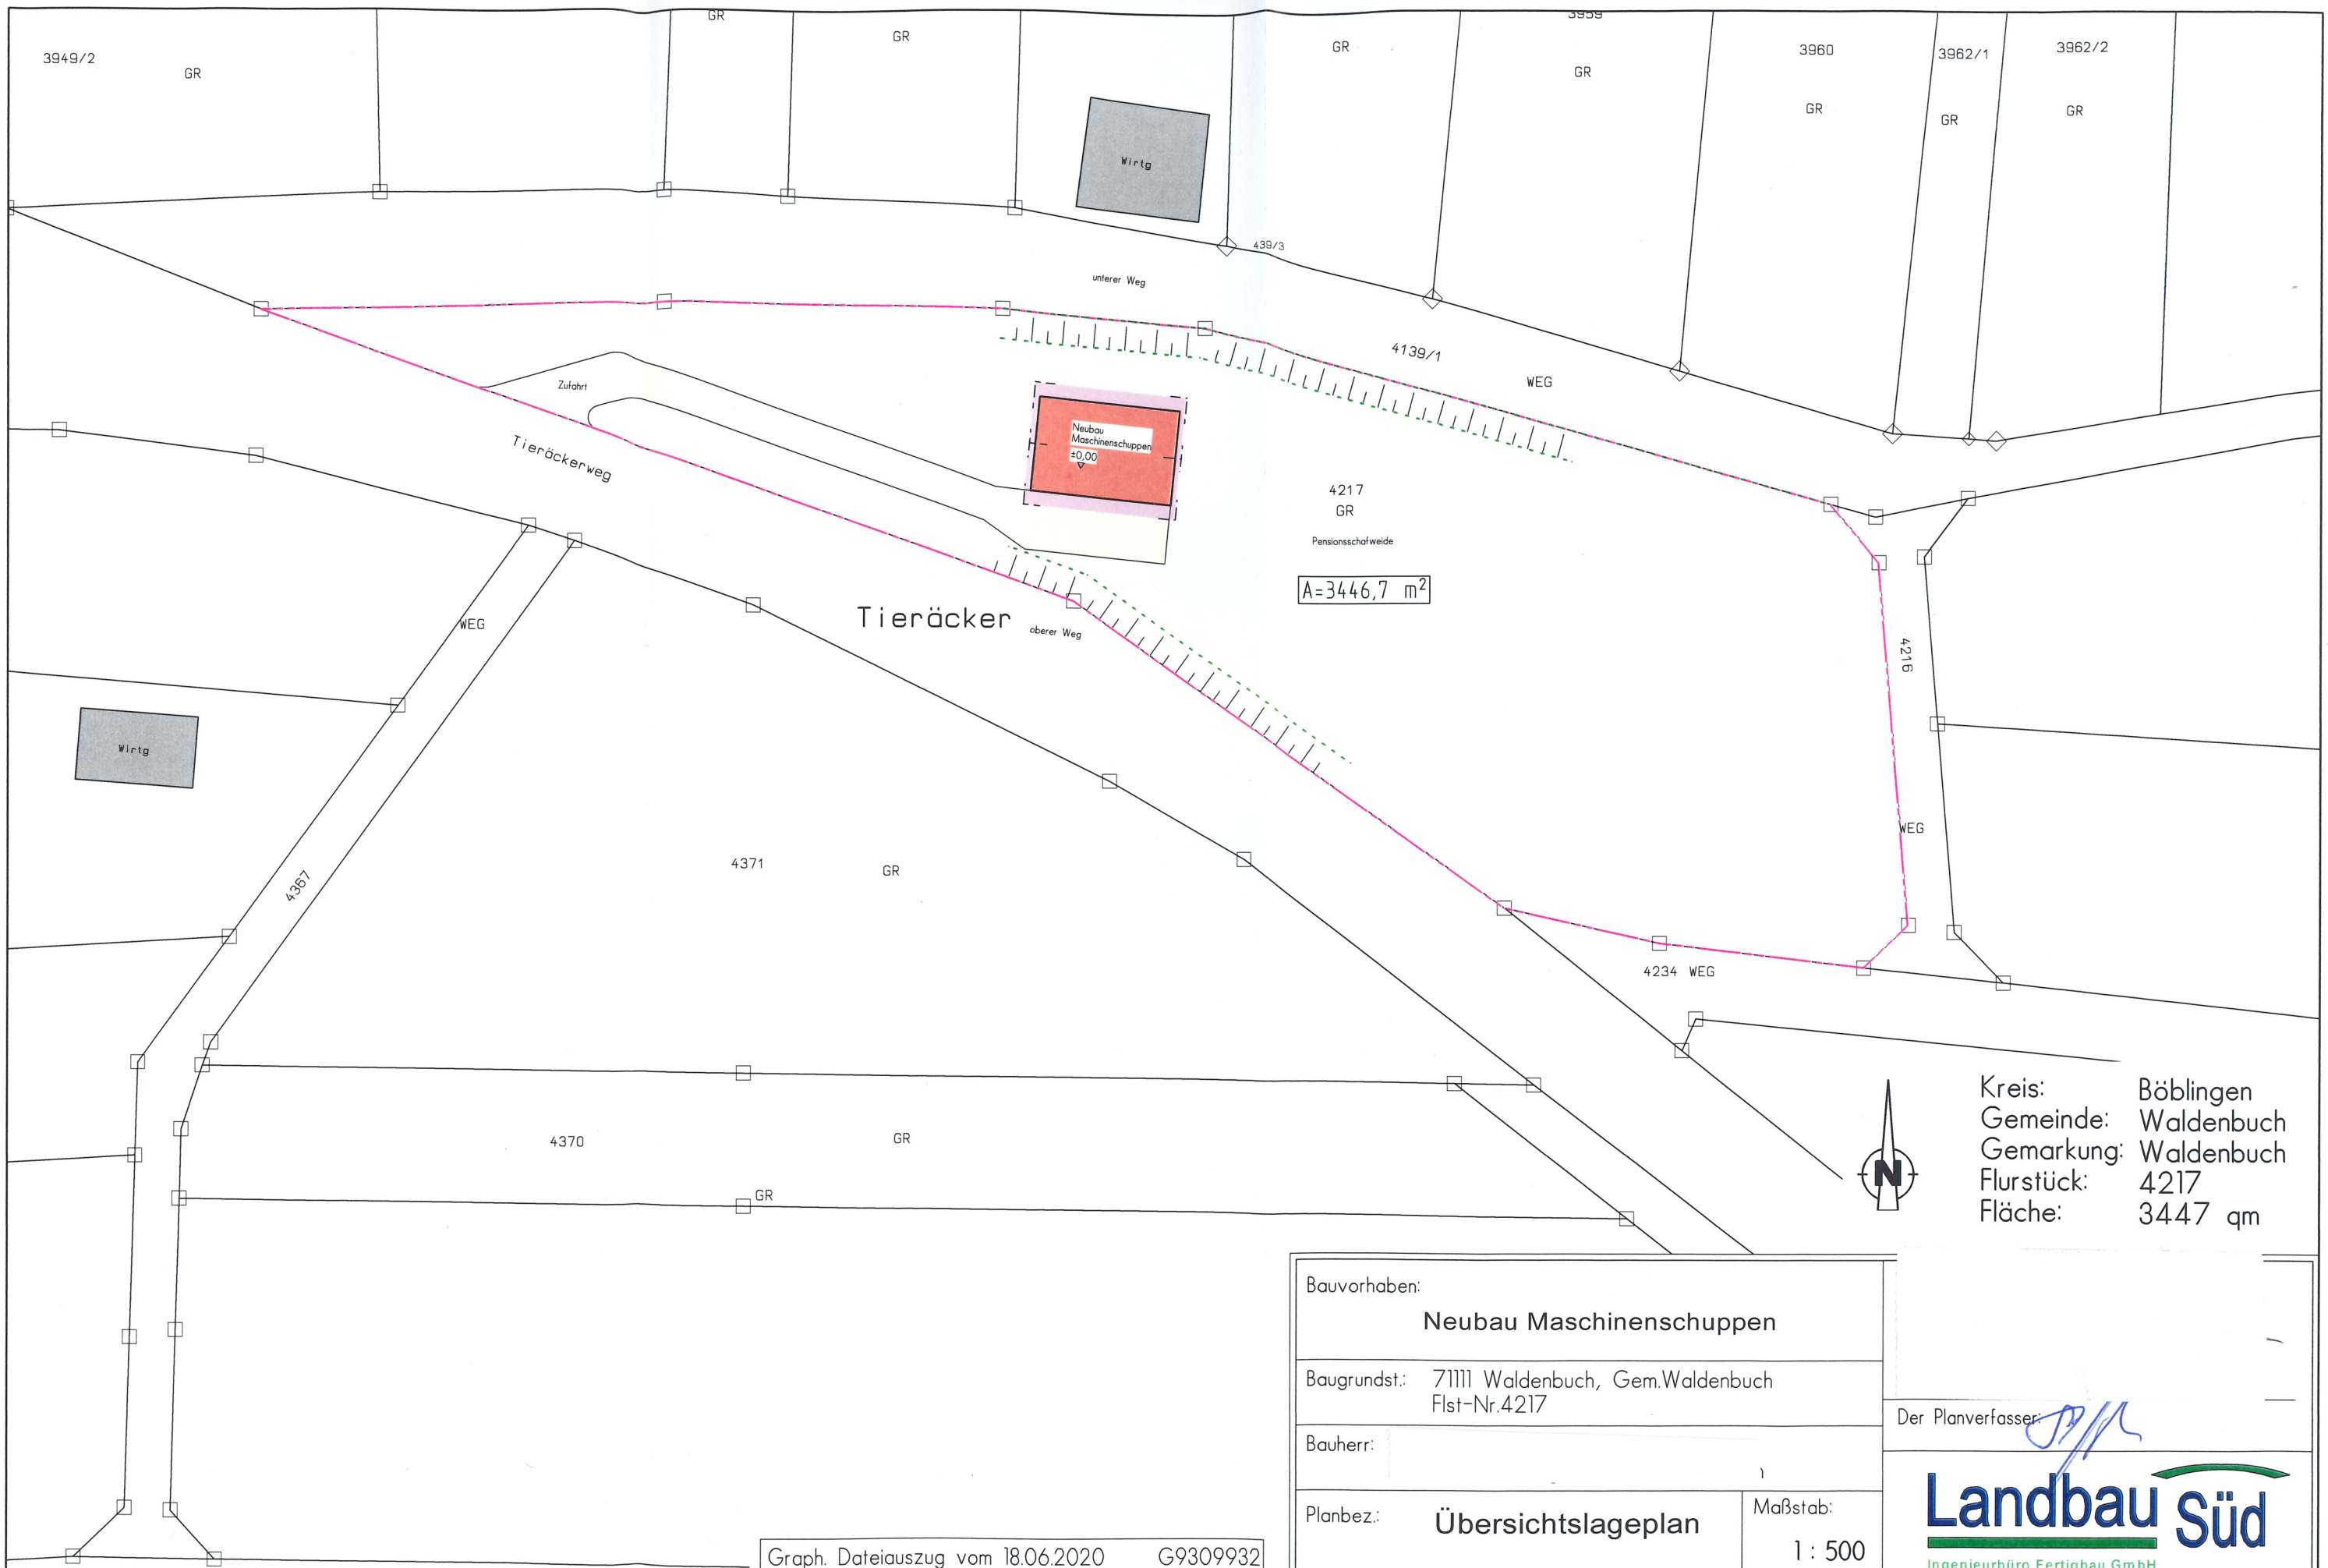 GR
3949/2
GR
GR
GR
3959
GR
3960
GR
3962/1
GR
3962/2
GR
Wirtg
439/3
unterer Weg
4139/1
WEG
Zufahrt
Tieräckerweg
Neubau
Maschinenschuppen
±0,00
4217
GR
Pensionsschafweide
A=3446,7 m²
Tieräcker
oberer Weg
WEG
4216
WEG
Wirtg
4367
4371
GR
4234 WEG
4370
GR
GR
N
Kreis: Böblingen
Gemeinde: Waldenbuch
Gemarkung: Waldenbuch
Flurstück: 4217
Fläche: 3447 qm
Bauvorhaben:
Neubau Maschinenschuppen
Baugrundst.: 71111 Waldenbuch, Gem.Waldenbuch
Flst-Nr.4217
Bauherr:
Planbez.: Übersichtslageplan
Maßstab:
1 : 500
Der Planverfasser:
Landbau Süd
Ingenieurbüro Fertigbau GmbH
Graph. Dateiauszug vom 18.06.2020 G9309932